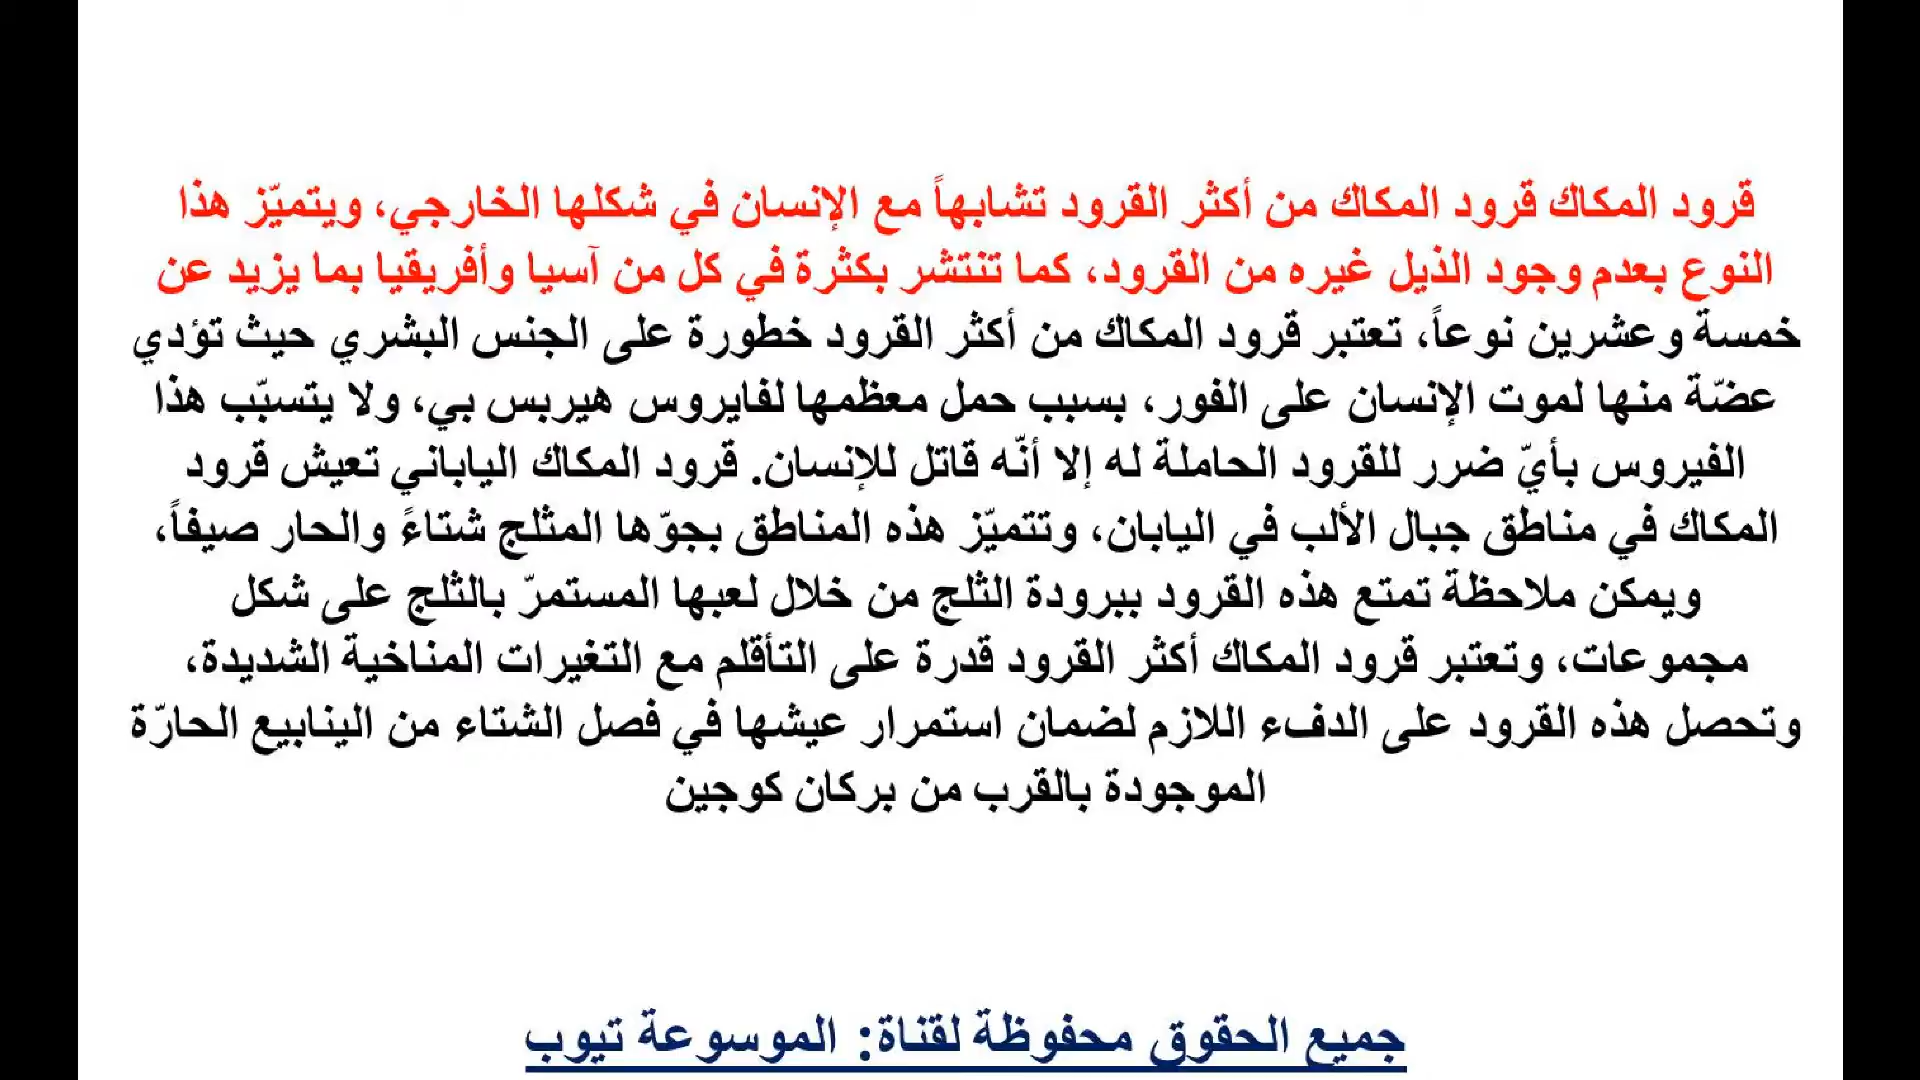 قرود المكاك قرود المكاك من أكثر القرود تشابهاً مع الإنسان في شكلها الخارجي، ويتميّز هذا
النوع بعدم وجود الذيل غيره من القرود، كما تنتشر بكثرة في كل من آسيا وأفريقيا بما يزيد عن
خمسة وعشرين نوعاً، تعتبر قرود المكاك من أكثر القرود خطورة على الجنس البشري حيث تؤدي
عضّة منها لموت الإنسان على الفور، بسبب حمل معظمها لفايروس هيربس بي، ولا يتسبّب هذا
الفيروس بأيّ ضرر للقرود الحاملة له إلا أنّه قاتل للإنسان. قرود المكاك الياباني تعيش قرود
المكاك في مناطق جبال الألب في اليابان، وتتميّز هذه المناطق بجوّها المثلج شتاءً والحار صيفاً،
ويمكن ملاحظة تمتع هذه القرود ببرودة الثلج من خلال لعبها المستمرّ بالثلج على شكل
مجموعات، وتعتبر قرود المكاك أكثر القرود قدرة على التأقلم مع التغيرات المناخية الشديدة،
وتحصل هذه القرود على الدفء اللازم لضمان استمرار عيشها في فصل الشتاء من الينابيع الحارّة
الموجودة بالقرب من بركان كوجين
جميع الحقوق محفوظة لقناة: الموسوعة تيوب